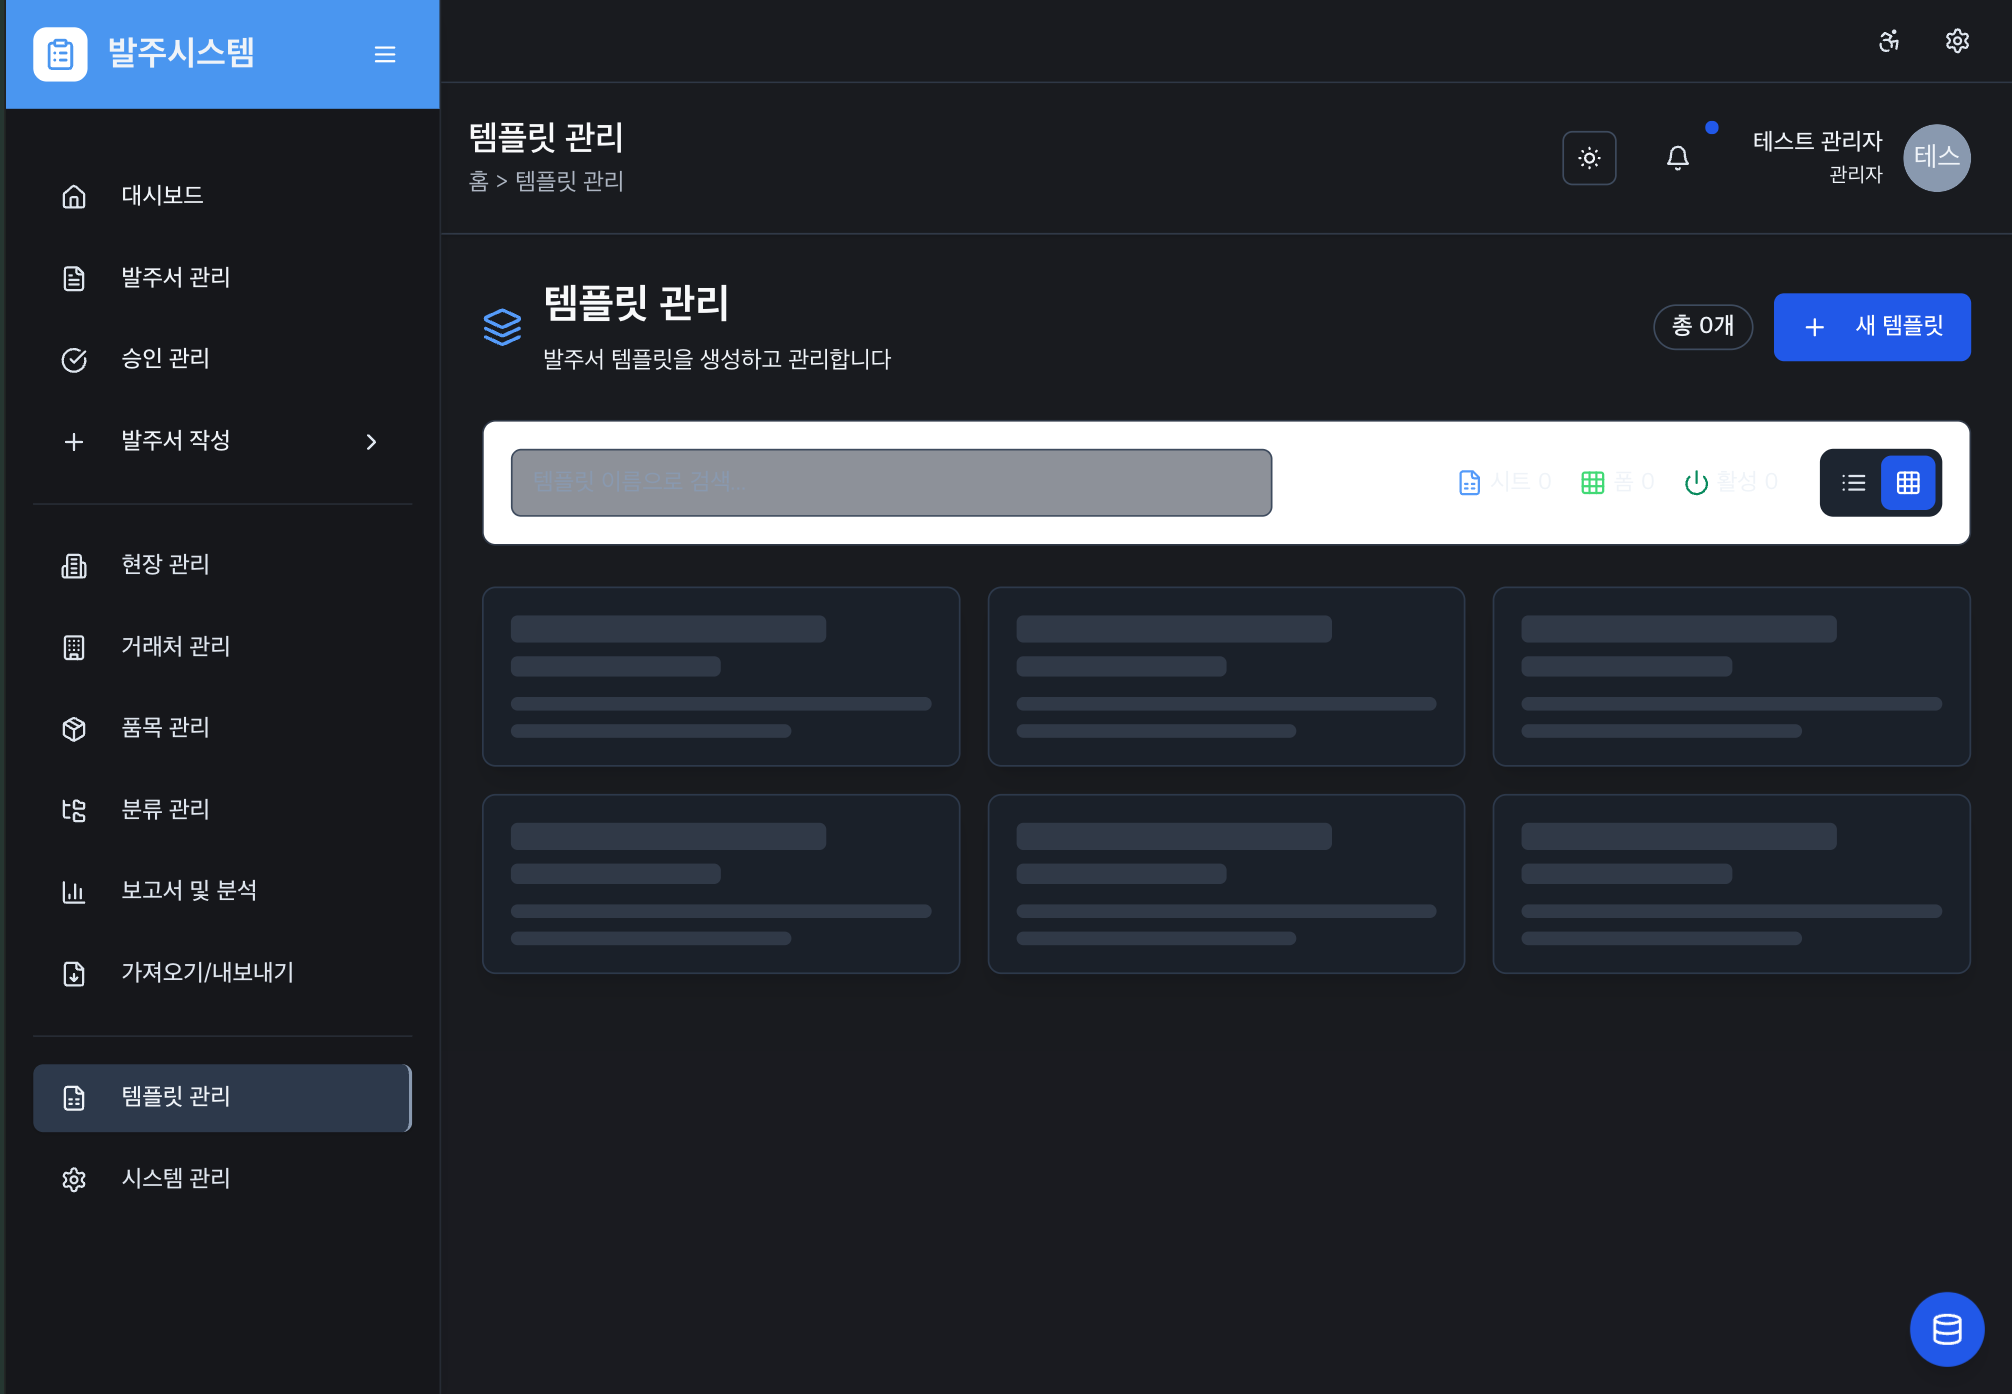 발주시스템
대시보드
발주서 관리
승인 관리
발주서 작성
현장 관리
거래처 관리
품목 관리
분류 관리
보고서 및 분석
가져오기/내보내기
템플릿 관리
시스템 관리
템플릿 관리
홈 > 템플릿 관리
테스트 관리자
관리자
테스
템플릿 관리
발주서 템플릿을 생성하고 관리합니다
총 0개
새 템플릿
템플릿 이름으로 검색...
시트 0
폼 0
활성 0